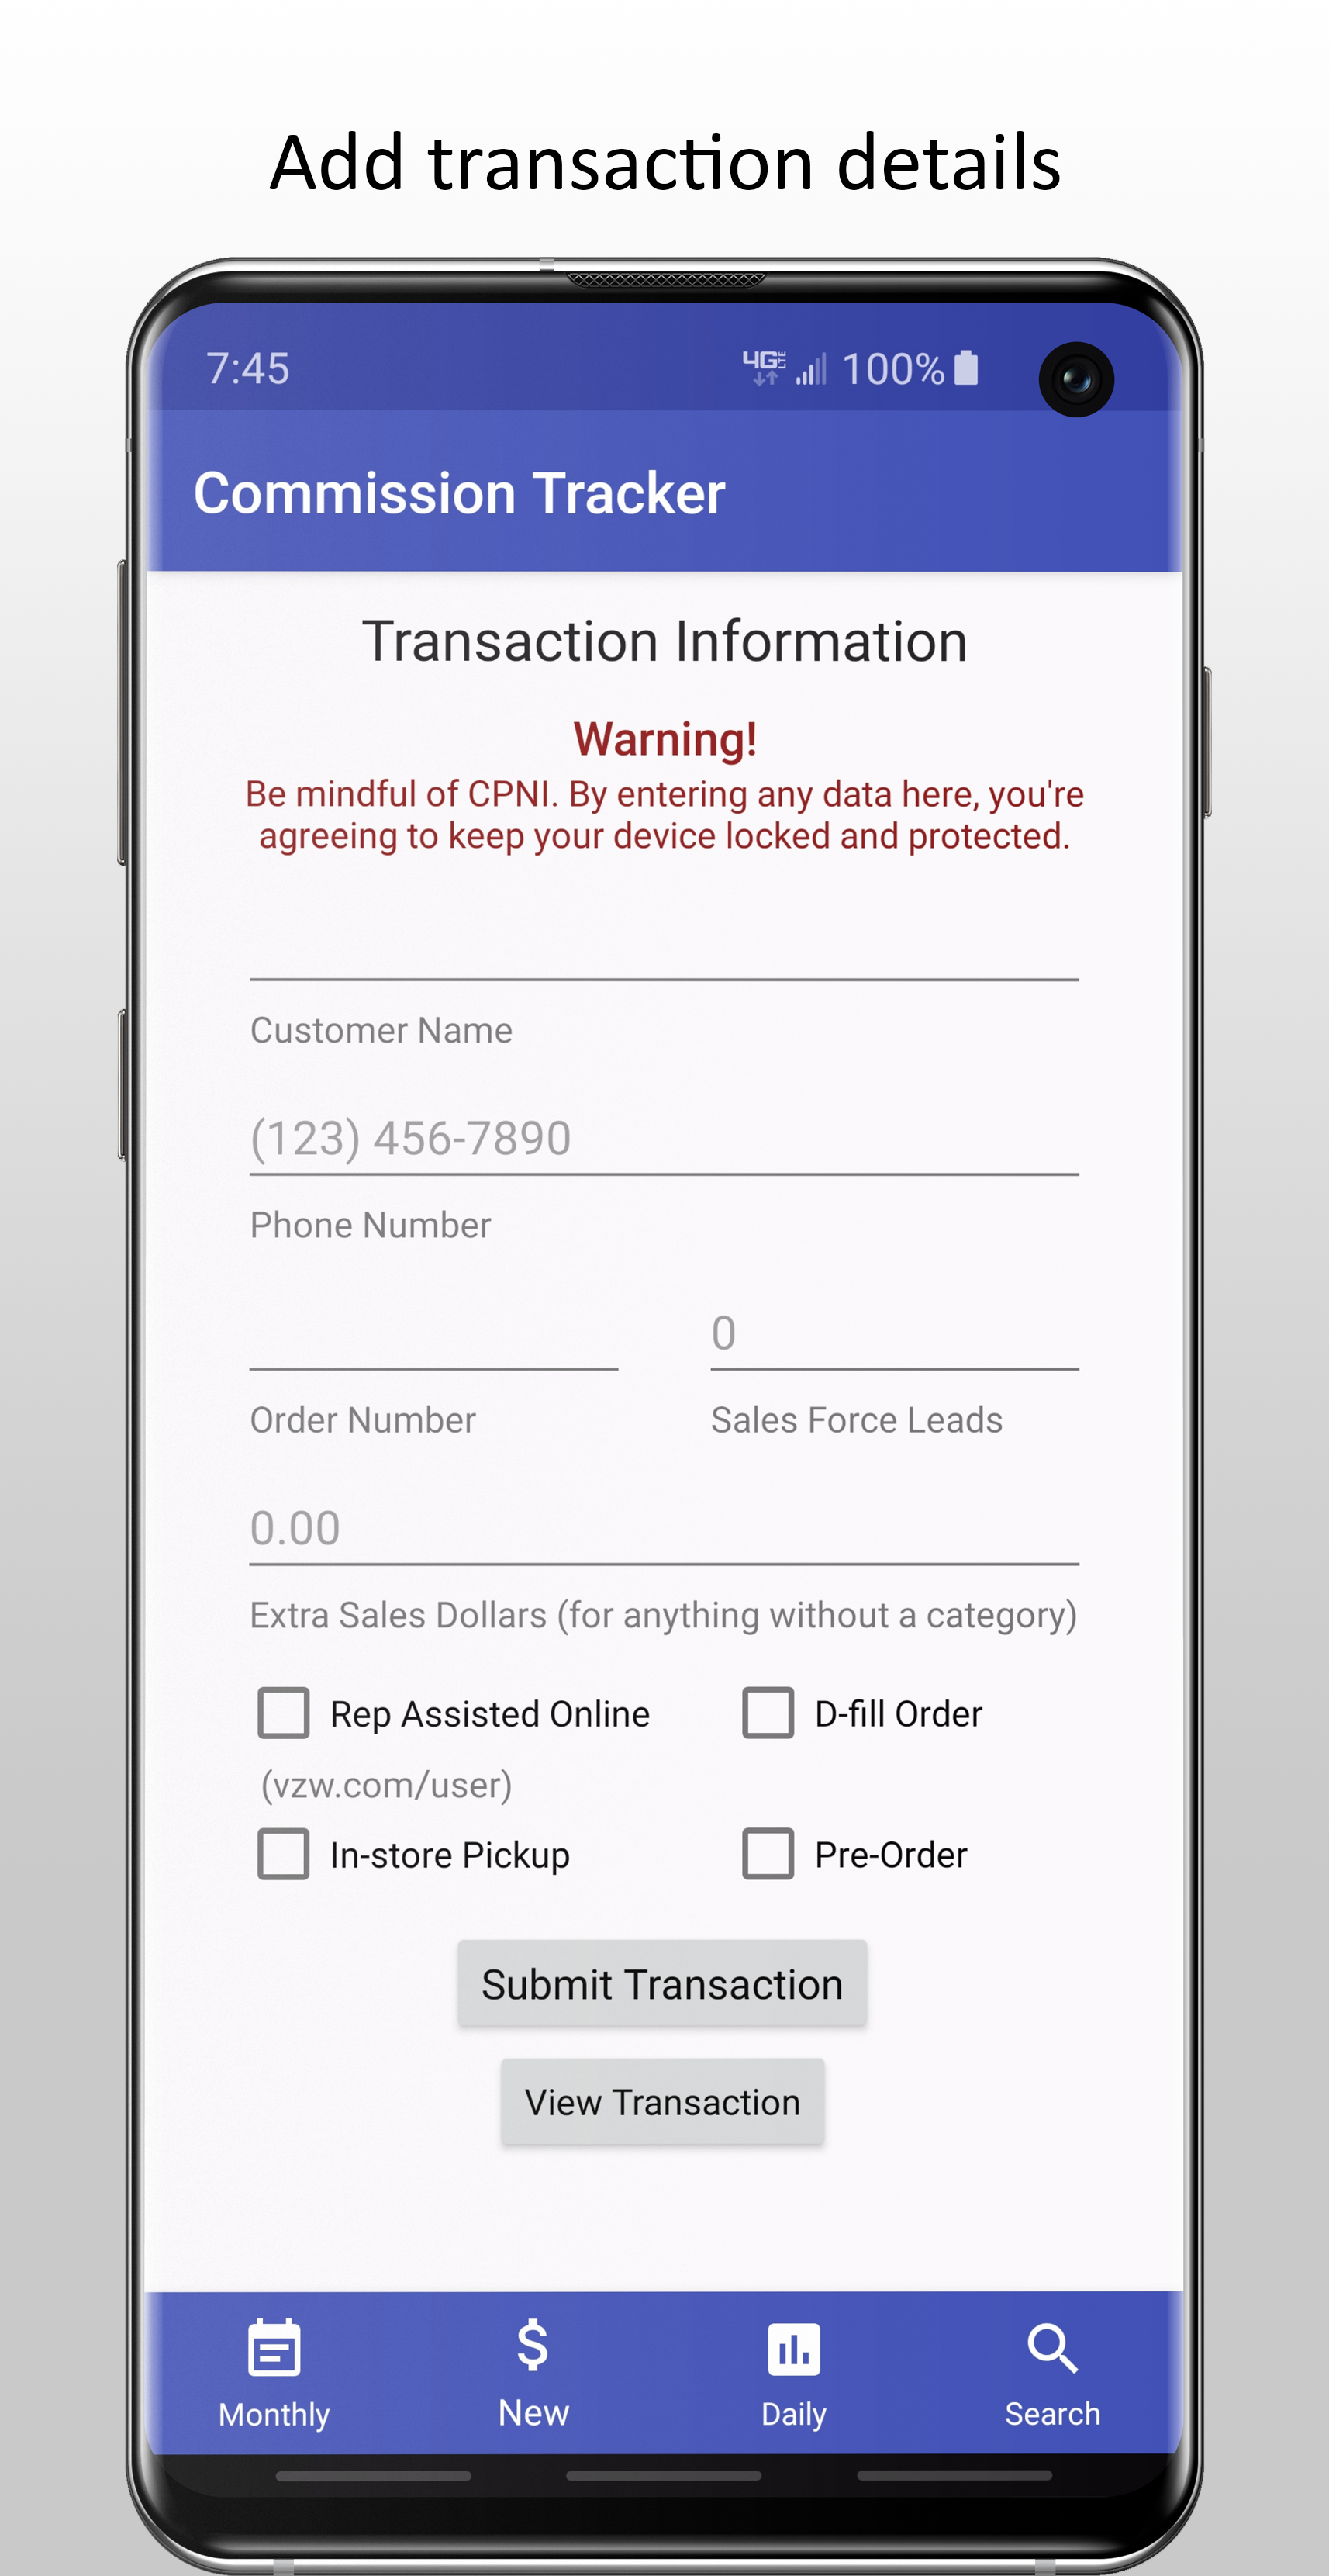 Add transaction details
7:45 4G LTE 100%
Commission Tracker
Transaction Information
Warning!
Be mindful of CPNI. By entering any data here, you're
agreeing to keep your device locked and protected.
Customer Name
(123) 456-7890
Phone Number
0
Order Number Sales Force Leads
0.00
Extra Sales Dollars (for anything without a category)
Rep Assisted Online D-fill Order
(vzw.com/user)
In-store Pickup Pre-Order
Submit Transaction
View Transaction
Monthly New Daily Search